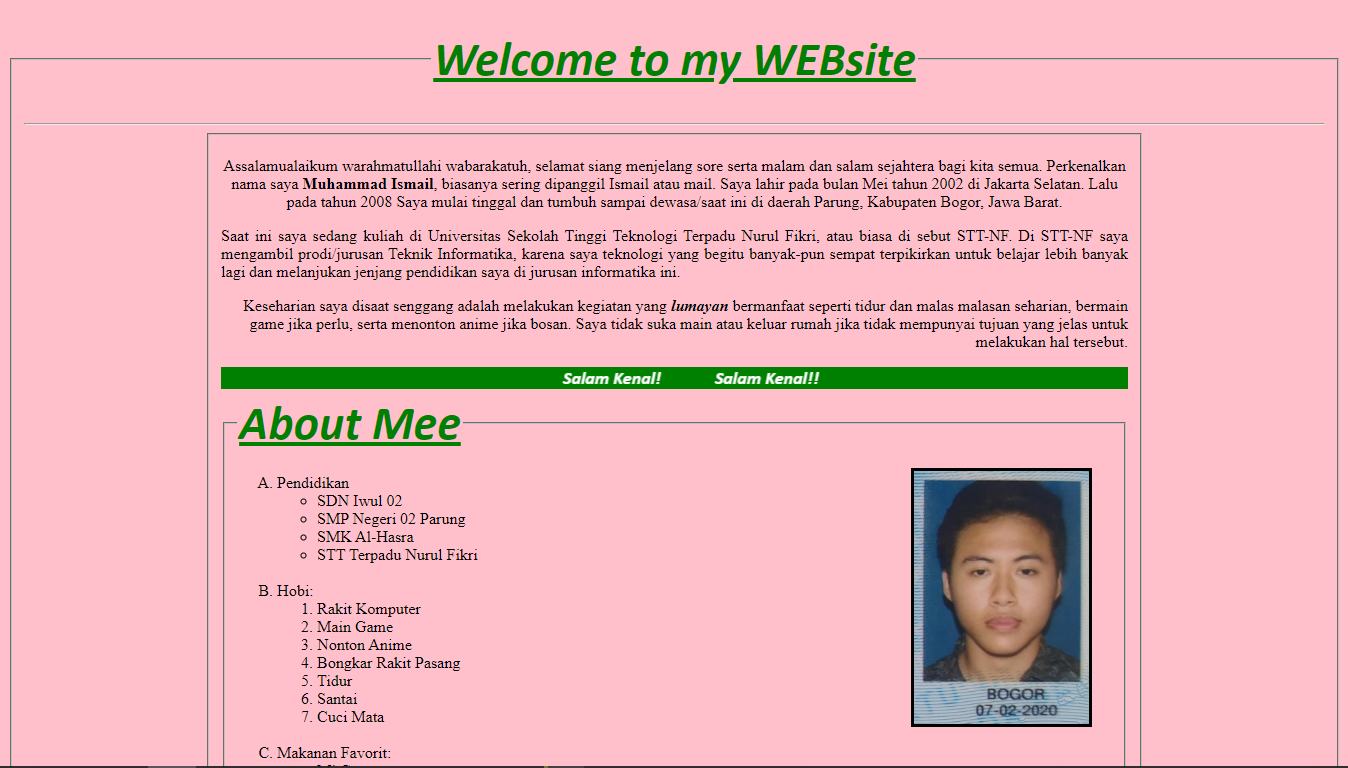 Welcome to my WEBsite
Assalamualaikum warahmatullahi wabarakatuh, selamat siang menjelang sore serta malam dan salam sejahtera bagi kita semua. Perkenalkan
nama saya Muhammad Ismail, biasanya sering dipanggil Ismail atau mail. Saya lahir pada bulan Mei tahun 2002 di Jakarta Selatan. Lalu
pada tahun 2008 Saya mulai tinggal dan tumbuh sampai dewasa/saat ini di daerah Parung, Kabupaten Bogor, Jawa Barat.
Saat ini saya sedang kuliah di Universitas Sekolah Tinggi Teknologi Terpadu Nurul Fikri, atau biasa di sebut STT-NF. Di STT-NF saya
mengambil prodi/jurusan Teknik Informatika, karena saya teknologi yang begitu banyak-pun sempat terpikirkan untuk belajar lebih banyak
lagi dan melanjukan jenjang pendidikan saya di jurusan informatika ini.
Keseharian saya disaat senggang adalah melakukan kegiatan yang lumayan bermanfaat seperti tidur dan malas malasan seharian, bermain
game jika perlu, serta menonton anime jika bosan. Saya tidak suka main atau keluar rumah jika tidak mempunyai tujuan yang jelas untuk
melakukan hal tersebut.
Salam Kenal! Salam Kenal!!
About Mee
A. Pendidikan
SDN Iwul 02
SMP Negeri 02 Parung
SMK Al-Hasra
STT Terpadu Nurul Fikri
B. Hobi:
1. Rakit Komputer
2. Main Game
3. Nonton Anime
4. Bongkar Rakit Pasang
5. Tidur
6. Santai
7. Cuci Mata
BOGOR
07-02-2020
C. Makanan Favorit: